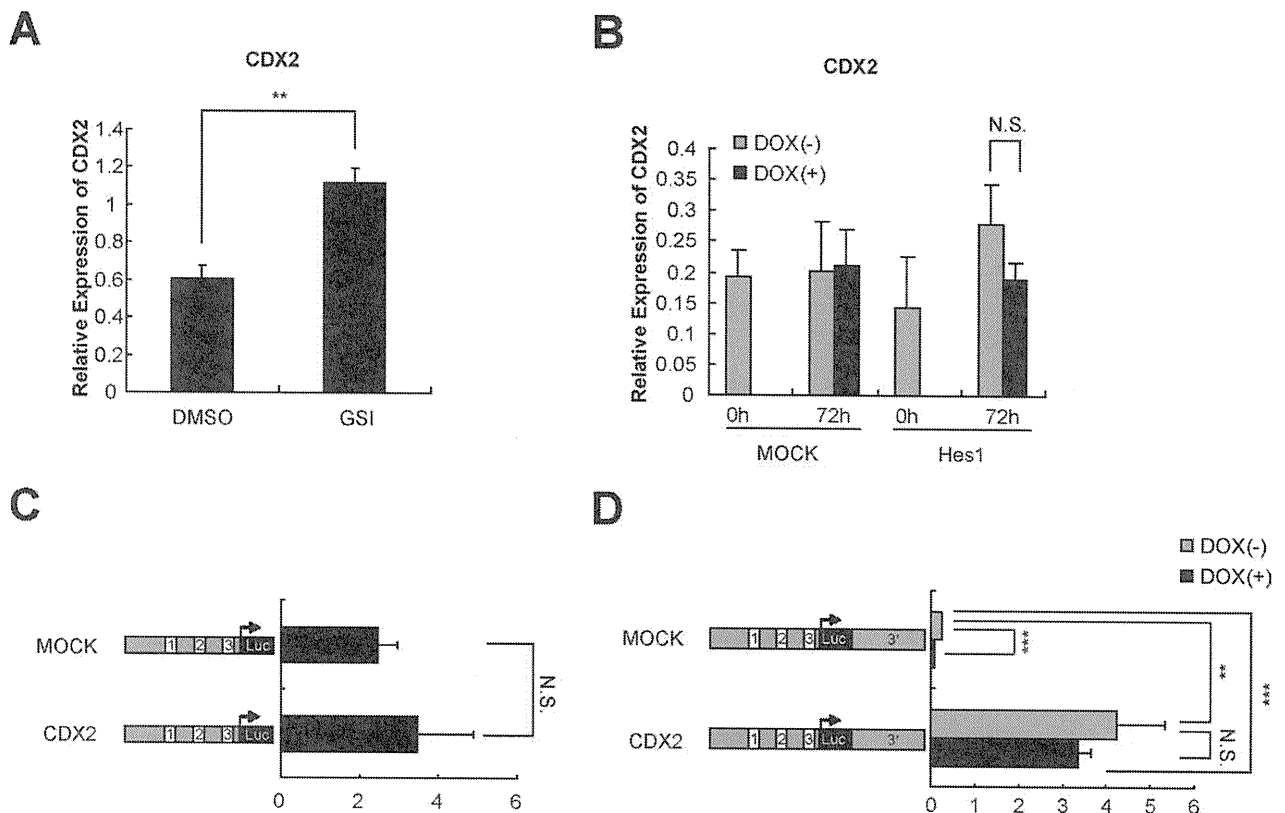 A
CDX2
**
Relative Expression of CDX2
1.4
1.2
1
0.8
0.6
0.4
0.2
0
DMSO
GSI
B
CDX2
Relative Expression of CDX2
DOX(-)
DOX(+)
N.S.
0.4
0.35
0.3
0.25
0.2
0.15
0.1
0.05
0
0h
72h
0h
72h
MOCK
Hes1
C
MOCK
1 2 3 Luc
CDX2
1 2 3 Luc
N.S.
0 2 4 6
D
DOX(-)
DOX(+)
MOCK
1 2 3 Luc 3'
CDX2
1 2 3 Luc 3'
***
**
N.S.
***
0 1 2 3 4 5 6